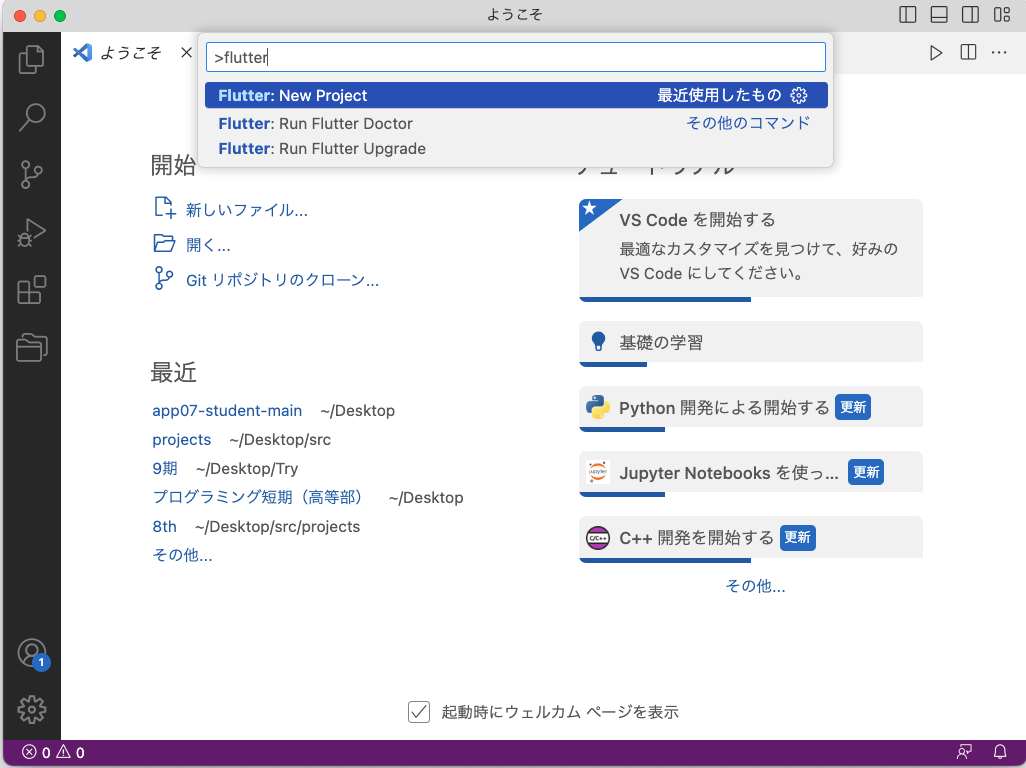 ようこそ
ようこそ
>flutter
Flutter: New Project 最近使用したもの
Flutter: Run Flutter Doctor その他のコマンド
Flutter: Run Flutter Upgrade
開始
新しいファイル...
開く...
Git リポジトリのクローン...
最近
app07-student-main ~/Desktop
projects ~/Desktop/src
9期 ~/Desktop/Try
プログラミング短期（高等部） ~/Desktop
8th ~/Desktop/src/projects
その他...
チュートリアル
VS Code を開始する
最適なカスタマイズを見つけて、好みの
VS Code にしてください。
基礎の学習
Python 開発による開始する 更新
Jupyter Notebooks を使っ... 更新
C/C++
C++ 開発を開始する 更新
その他...
起動時にウェルカム ページを表示
1
0 0